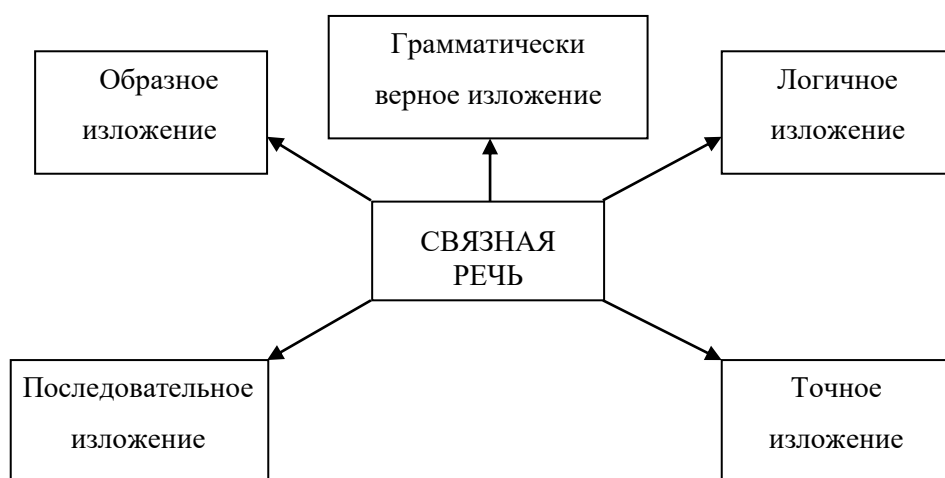 Образное
изложение
Грамматически
верное изложение
Логичное
изложение
СВЯЗНАЯ
РЕЧЬ
Последовательное
изложение
Точное
изложение